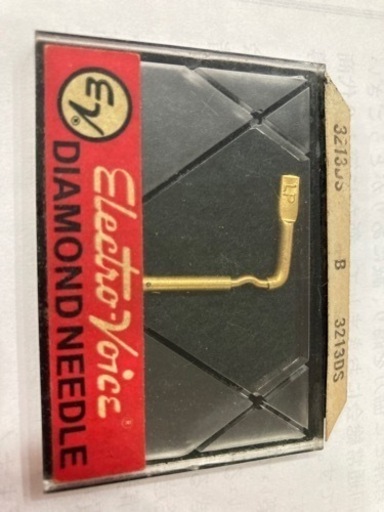 EV®
Electro-Voice®
DIAMOND NEEDLE
LP
3213DS B 3213DS